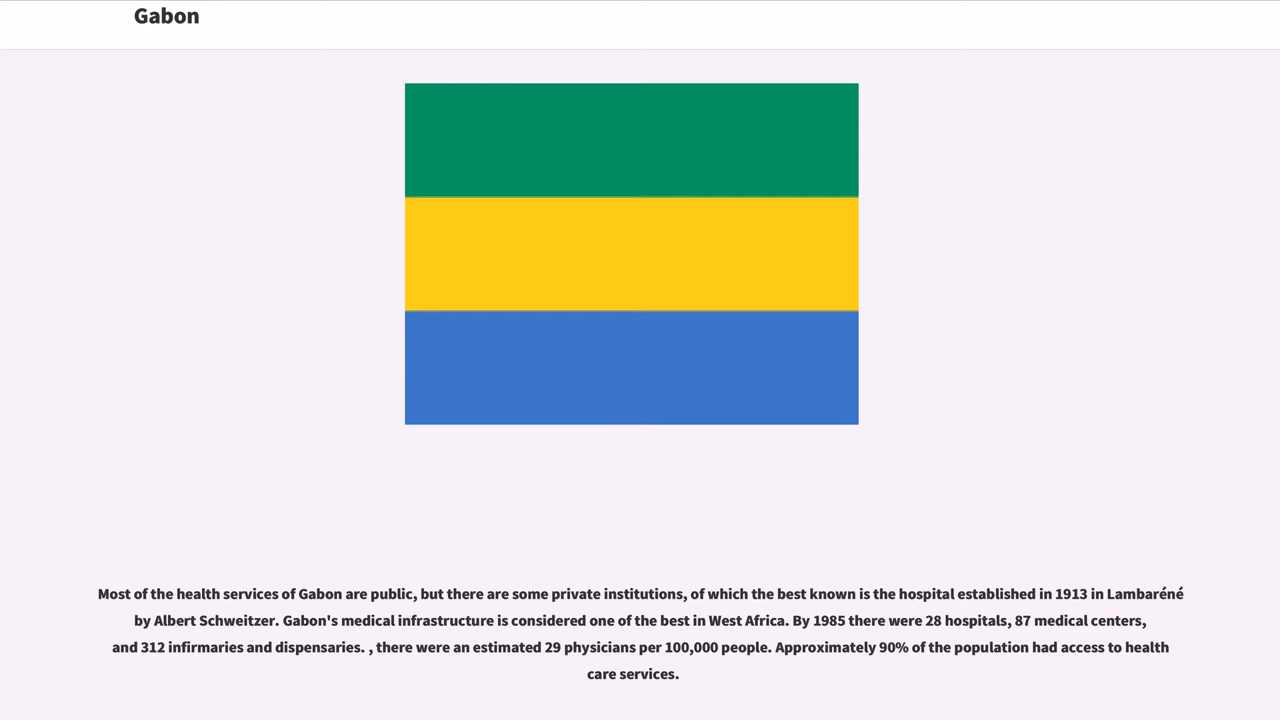 Gabon
Most of the health services of Gabon are public, but there are some private institutions, of which the best known is the hospital established in 1913 in Lambaréné
by Albert Schweitzer. Gabon's medical infrastructure is considered one of the best in West Africa. By 1985 there were 28 hospitals, 87 medical centers,
and 312 infirmaries and dispensaries. , there were an estimated 29 physicians per 100,000 people. Approximately 90% of the population had access to health
care services.